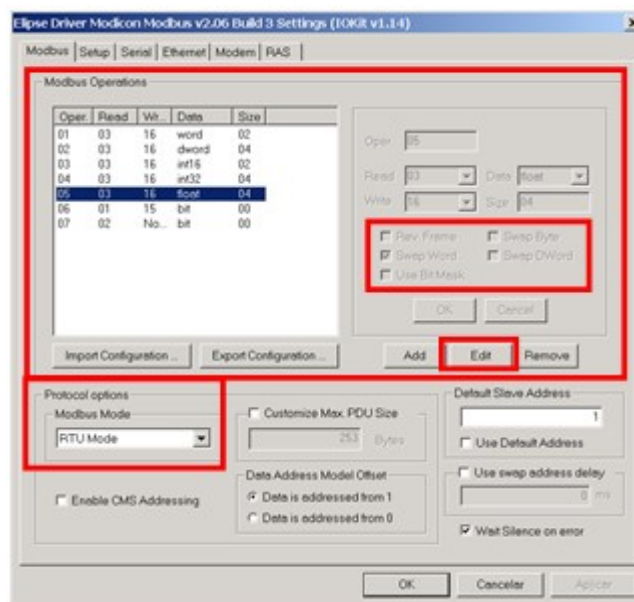 Elipse Driver Modicon Modbus v2.06 Build 3 Settings (IOKit v1.14)
Modbus Setup Serial Ethernet Modem RAS
Modbus Operations
Oper. Read Wr... Data Size
01 03 16 word 02
02 03 16 dword 04
03 03 16 int16 02
04 03 16 int32 04
05 03 16 float 04
06 01 15 bit 00
07 02 No... bit 00
Oper 05
Read 03 Data float
Write 16 Size 04
Rev. Frame Swap Byte
Swap Word Swap DWord
Use Bit Mask
OK Cancel
Import Configuration ... Export Configuration ... Add Edit Remove
Protocol options
Modbus Mode
RTU Mode
Enable CMS Addressing
Customize Max. PDU Size
253 Bytes
Data Address Model Offset
Data is addressed from 1
Data is addressed from 0
Default Slave Address
1
Use Default Address
Use swap address delay
0 ms
Wait Silence on error
OK Cancelar Aplicar